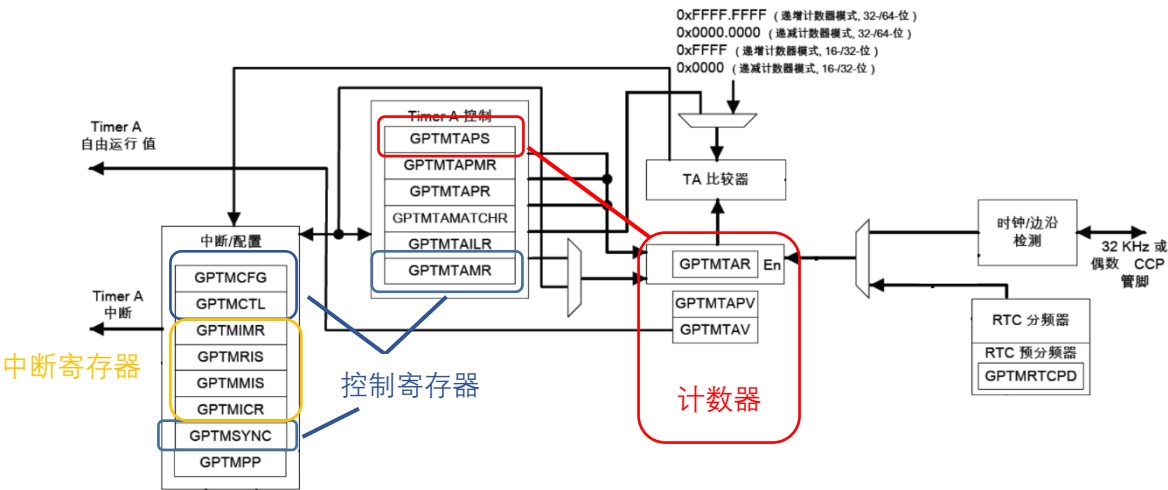 0xFFFF.FFFF （递增计数器模式, 32-/64-位）
0x0000.0000 （递减计数器模式, 32-/64-位）
0xFFFF （递增计数器模式, 16-/32-位）
0x0000 （递减计数器模式, 16-/32-位）
Timer A
自由运行 值
Timer A 控制
GPTMTAPS
GPTMTAPMR
GPTMTAPR
GPTMTAMATCHR
GPTMTAILR
GPTMTAMR
TA 比较器
时钟/边沿
检测
32 KHz 或
偶数 CCP
管脚
中断/配置
GPTMCFG
GPTMCTL
GPTMIMR
GPTMRIS
GPTMMIS
GPTMICR
GPTMSYNC
GPTMPP
Timer A
中断
GPTMTAR
En
GPTMTAPV
GPTMTAV
RTC 分频器
RTC 预分频器
GPTMRTCPD
中断寄存器
控制寄存器
计数器